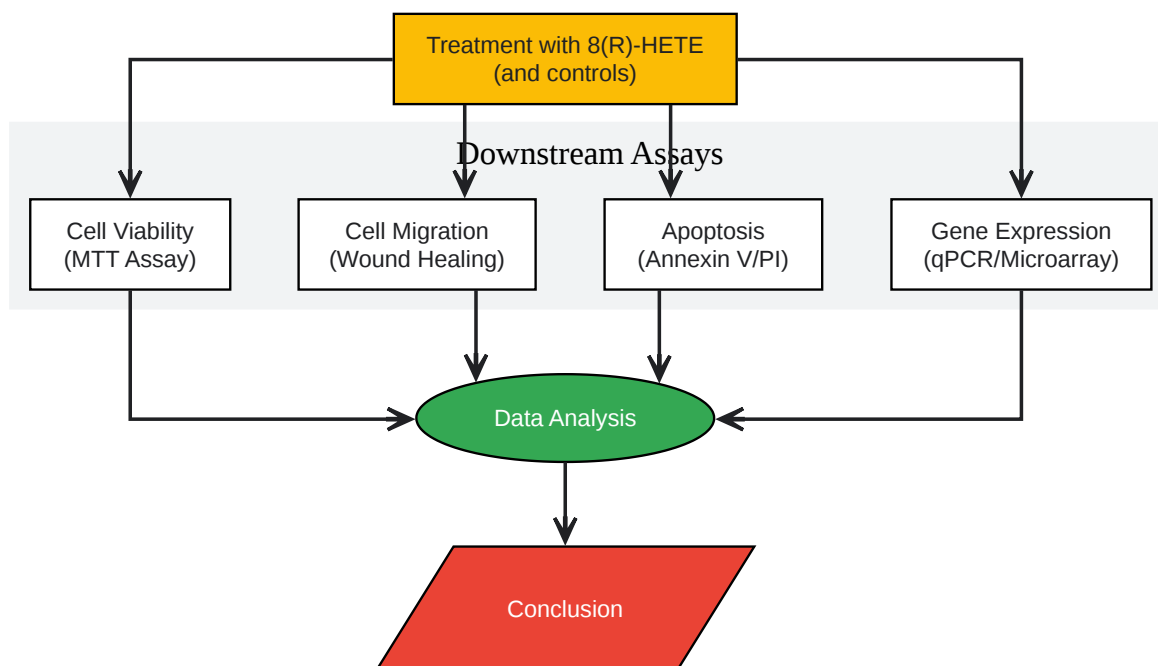 Treatment with 8(R)-HETE
(and controls)
Downstream Assays
Cell Viability
(MTT Assay)
Cell Migration
(Wound Healing)
Apoptosis
(Annexin V/PI)
Gene Expression
(qPCR/Microarray)
Data Analysis
Conclusion